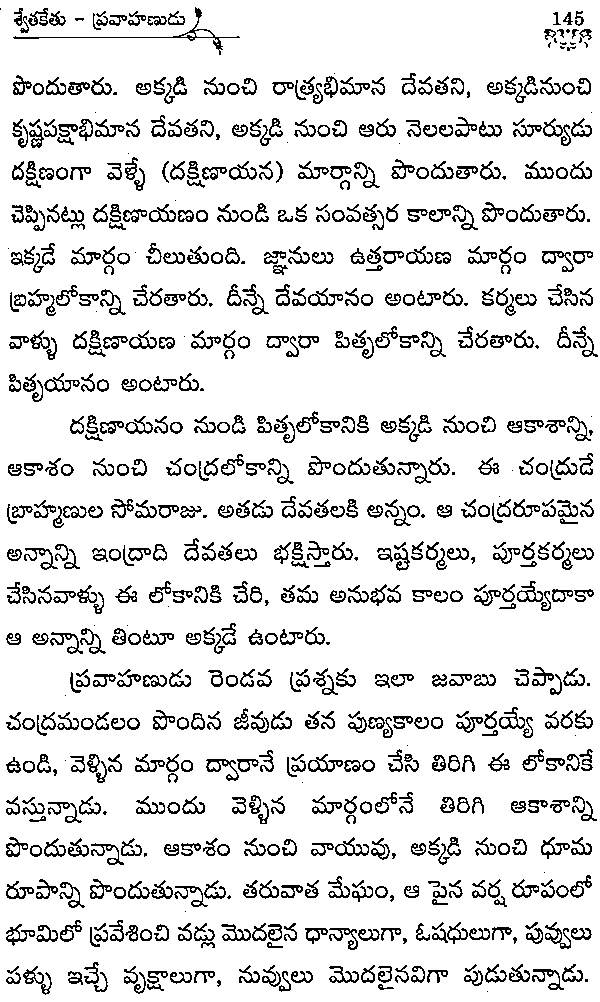 శ్వేతకేతు - ప్రవాహణుడు
145
పొందుతారు. అక్కడి నుంచి రాత్ర్యభిమాన దేవతని, అక్కడినుంచి
కృష్ణపక్షాభిమాన దేవతని, అక్కడి నుంచి ఆరు నెలలపాటు సూర్యుడు
దక్షిణంగా వెళ్ళే (దక్షిణాయన) మార్గాన్ని పొందుతారు. ముందు
చెప్పినట్లు దక్షిణాయణం నుండి ఒక సంవత్సర కాలాన్ని పొందుతారు.
ఇక్కడే మార్గం చీలుతుంది. జ్ఞానులు ఉత్తరాయణ మార్గం ద్వారా
బ్రహ్మలోకాన్ని చేరతారు. దీన్నే దేవయానం అంటారు. కర్మలు చేసిన
వాళ్ళు దక్షిణాయణ మార్గం ద్వారా పితృలోకాన్ని చేరతారు. దీన్నే
పితృయానం అంటారు.
దక్షిణాయనం నుండి పితృలోకానికి అక్కడి నుంచి ఆకాశాన్ని,
ఆకాశం నుంచి చంద్రలోకాన్ని పొందుతున్నారు. ఈ చంద్రుడే
బ్రాహ్మణుల సోమరాజు. అతడు దేవతలకి అన్నం. ఆ చంద్రరూపమైన
అన్నాన్ని ఇంద్రాది దేవతలు భక్షిస్తారు. ఇష్టకర్మలు, పూర్తకర్మలు
చేసినవాళ్ళు ఈ లోకానికి చేరి, తమ అనుభవ కాలం పూర్తయ్యేదాకా
ఆ అన్నాన్ని తింటూ అక్కడే ఉంటారు.
ప్రవాహణుడు రెండవ ప్రశ్నకు ఇలా జవాబు చెప్పాడు.
చంద్రమండలం పొందిన జీవుడు తన పుణ్యకాలం పూర్తయ్యే వరకు
ఉండి, వెళ్ళిన మార్గం ద్వారానే ప్రయాణం చేసి తిరిగి ఈ లోకానికే
వస్తున్నాడు. ముందు వెళ్ళిన మార్గంలోనే తిరిగి ఆకాశాన్ని
పొందుతున్నాడు. ఆకాశం నుంచి వాయువు, అక్కడి నుంచి ధూమ
రూపాన్ని పొందుతున్నాడు. తరువాత మేఘం, ఆ పైన వర్ష రూపంలో
భూమిలో ప్రవేశించి వడ్లు మొదలైన ధాన్యాలుగా, ఓషధులుగా, పువ్వులు
పళ్ళు ఇచ్చే వృక్షాలుగా, నువ్వులు మొదలైనవిగా పుడుతున్నాడు.